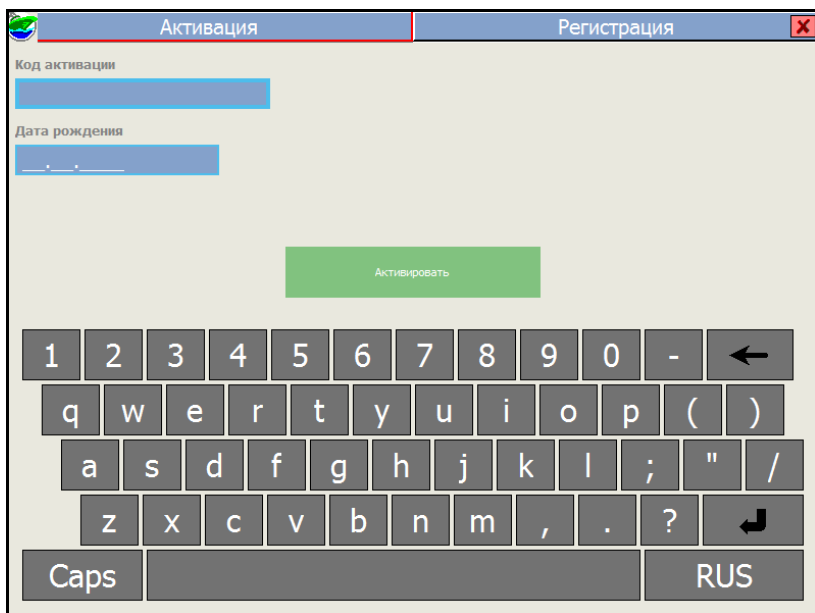 Активация Регистрация
Код активации
Дата рождения
__.__.____
Активировать
1 2 3 4 5 6 7 8 9 0 -
q w e r t y u i o p ( )
a s d f g h j k l ; " /
z x c v b n m , . ?
Caps RUS